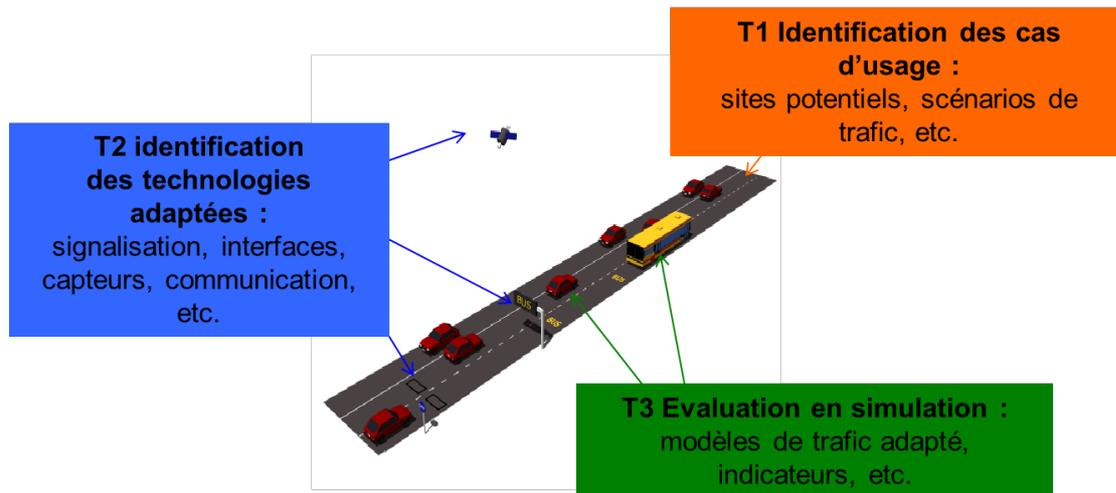 T1 Identification des cas
d’usage :
sites potentiels, scénarios de
trafic, etc.
T2 identification
des technologies
adaptées :
signalisation, interfaces,
capteurs, communication,
etc.
BUS
BUS
BUS
T3 Evaluation en simulation :
modèles de trafic adapté,
indicateurs, etc.